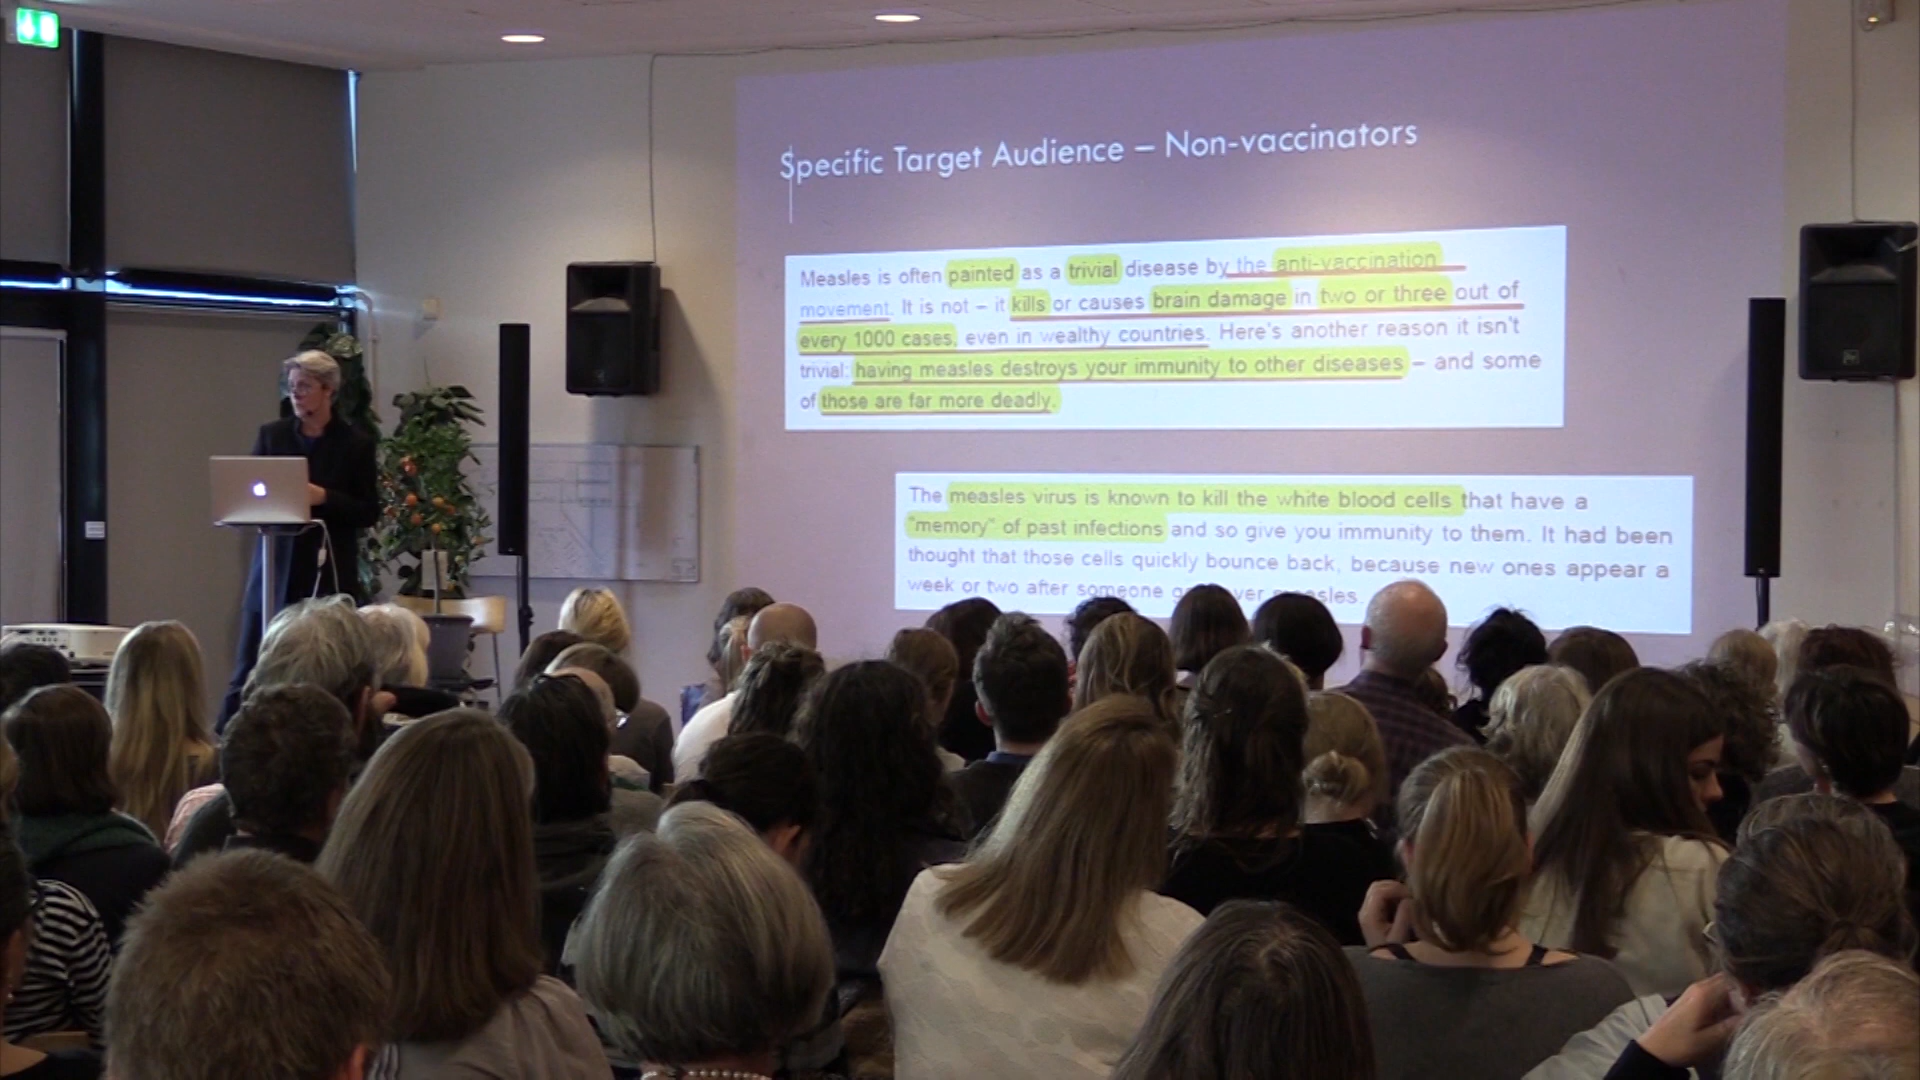 Specific Target Audience – Non-vaccinators
Measles is often painted as a trivial disease by the anti-vaccination
movement. It is not – it kills or causes brain damage in two or three out of
every 1000 cases, even in wealthy countries. Here's another reason it isn't
trivial: having measles destroys your immunity to other diseases – and some
of those are far more deadly.
The measles virus is known to kill the white blood cells that have a
"memory" of past infections and so give you immunity to them. It had been
thought that those cells quickly bounce back, because new ones appear a
week or two after someone